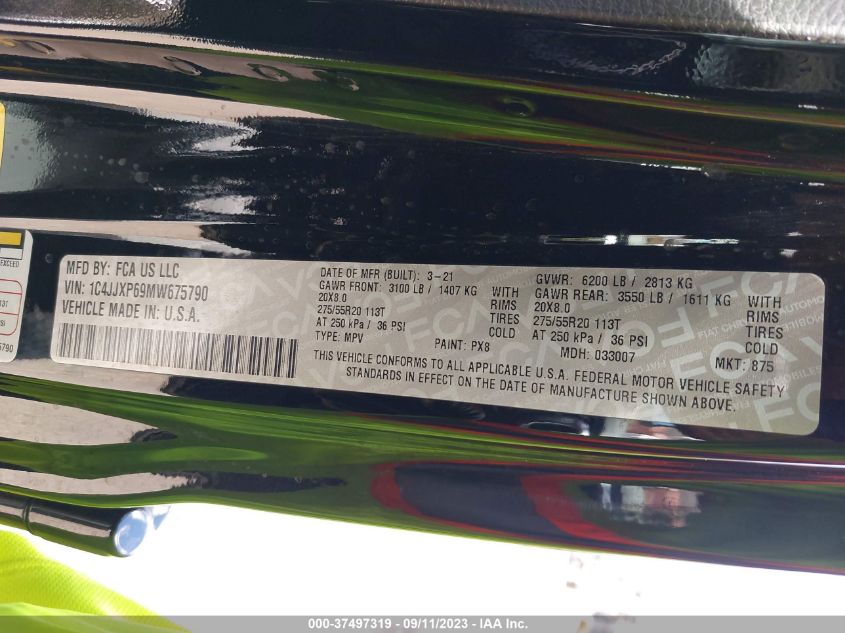 EXCEED
13T
5790
MFD BY: FCA US LLC
VIN: 1C4JJXP69MW675790
VEHICLE MADE IN: U.S.A.
DATE OF MFR (BUILT): 3-21
GAWR FRONT: 3100 LB / 1407 KG WITH
20X8.0 RIMS
275/55R20 113T TIRES
AT 250 kPa / 36 PSI COLD
TYPE: MPV PAINT: PX8
GVWR: 6200 LB / 2813 KG
GAWR REAR: 3550 LB / 1611 KG WITH
20X8.0 RIMS
275/55R20 113T TIRES
AT 250 kPa / 36 PSI COLD
MDH: 033007 MKT: 875
THIS VEHICLE CONFORMS TO ALL APPLICABLE U.S.A. FEDERAL MOTOR VEHICLE SAFETY
STANDARDS IN EFFECT ON THE DATE OF MANUFACTURE SHOWN ABOVE.
000-37497319 - 09/11/2023 - IAA Inc.